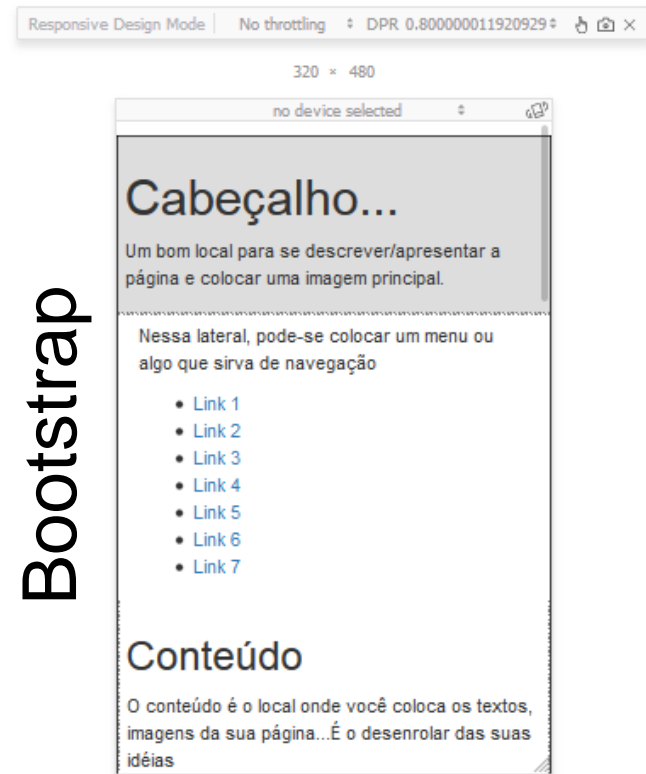 Responsive Design Mode No throttling DPR 0.800000011920929
320 × 480
no device selected
Cabeçalho...
Um bom local para se descrever/apresentar a
página e colocar uma imagem principal.
Nessa lateral, pode-se colocar um menu ou
algo que sirva de navegação
Link 1
Link 2
Link 3
Link 4
Link 5
Link 6
Link 7
Conteúdo
O conteúdo é o local onde você coloca os textos,
imagens da sua página...É o desenrolar das suas
idéias
Bootstrap